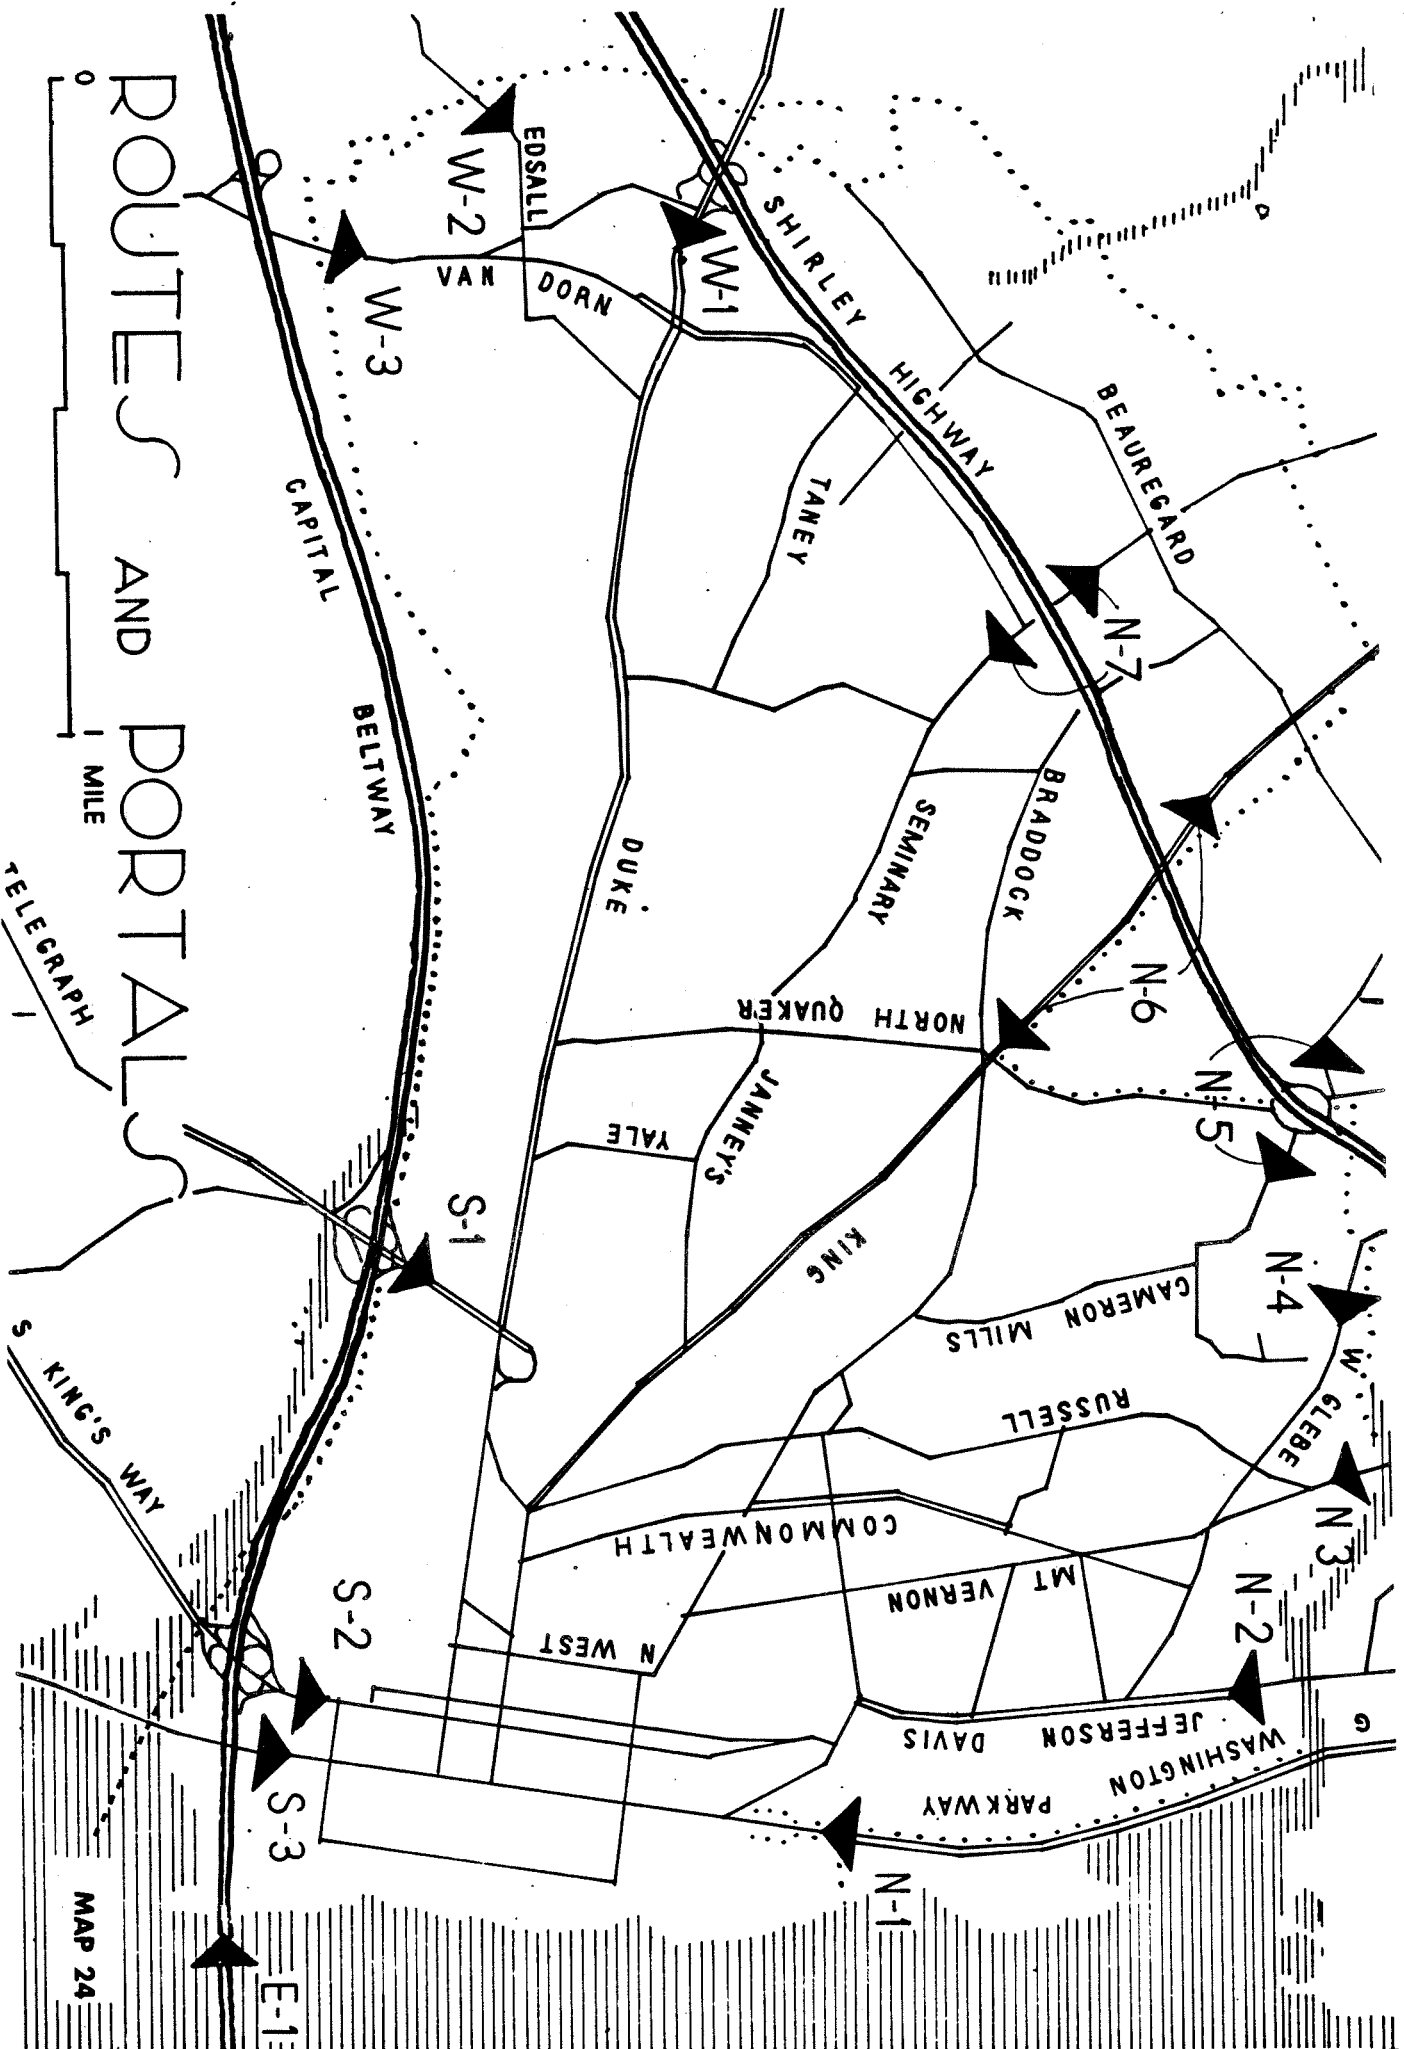 ROUTES AND PORTALS
0
1 MILE
MAP 24
SHIRLEY HIGHWAY
BEAUREGARD
EDSALL
VAN DORN
TANEY
CAPITAL BELTWAY
DUKE
SEMINARY
BRADDOCK
NORTH QUAKER
JANNEY'S
YALE
KING
CAMERON MILLS
RUSSELL
W GLEBE
COMMONWEALTH
MT VERNON
N WEST
JEFFERSON DAVIS
G WASHINGTON PARKWAY
TELEGRAPH
S KING'S WAY
W-1
W-2
W-3
N-7
N-6
N-5
N-4
N 3
N-2
N-1
S-1
S-2
S-3
E-1